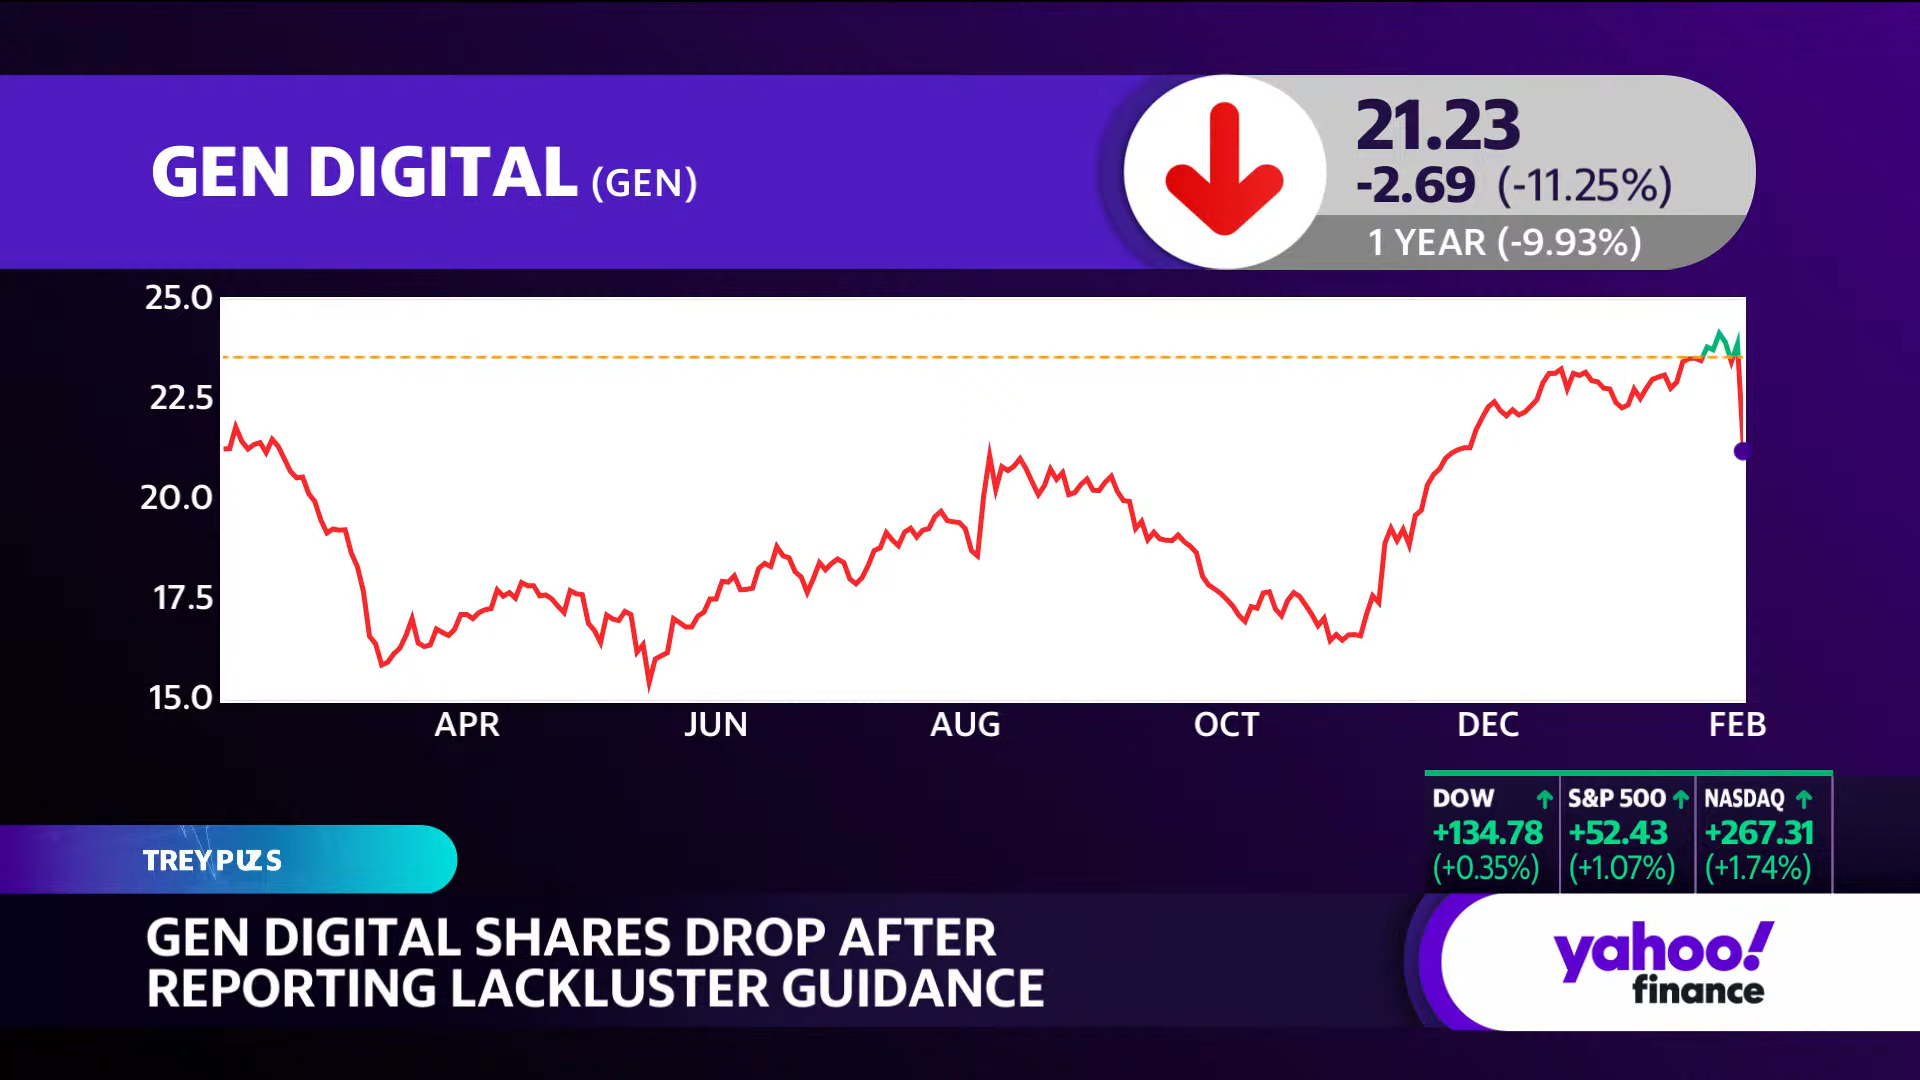 GEN DIGITAL (GEN)
21.23
-2.69 (-11.25%)
1 YEAR (-9.93%)
25.0
22.5
20.0
17.5
15.0
APR JUN AUG OCT DEC FEB
DOW S&P 500 NASDAQ
+134.78 +52.43 +267.31
(+0.35%) (+1.07%) (+1.74%)
GEN DIGITAL SHARES DROP AFTER
REPORTING LACKLUSTER GUIDANCE
yahoo!
finance